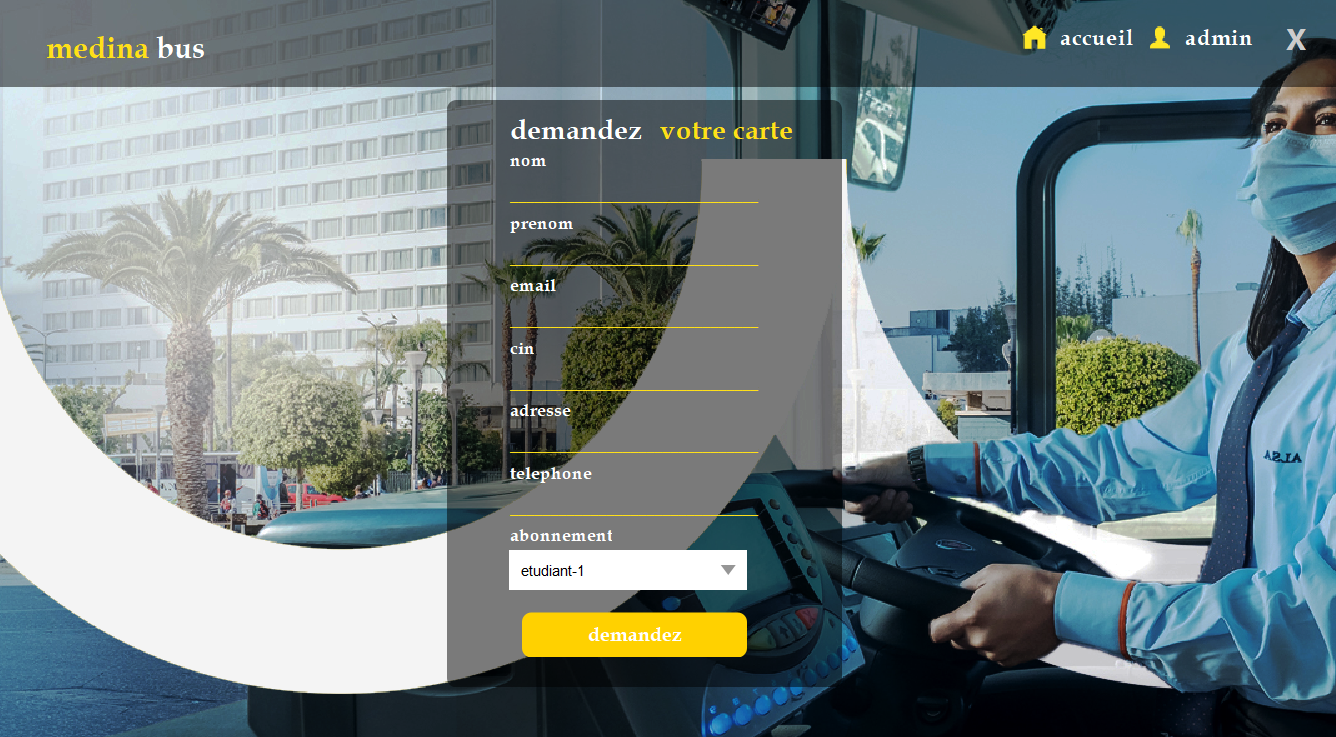 medina bus
accueil admin X
demandez votre carte
nom
prenom
email
cin
adresse
telephone
abonnement
etudiant-1
demandez
ALSA